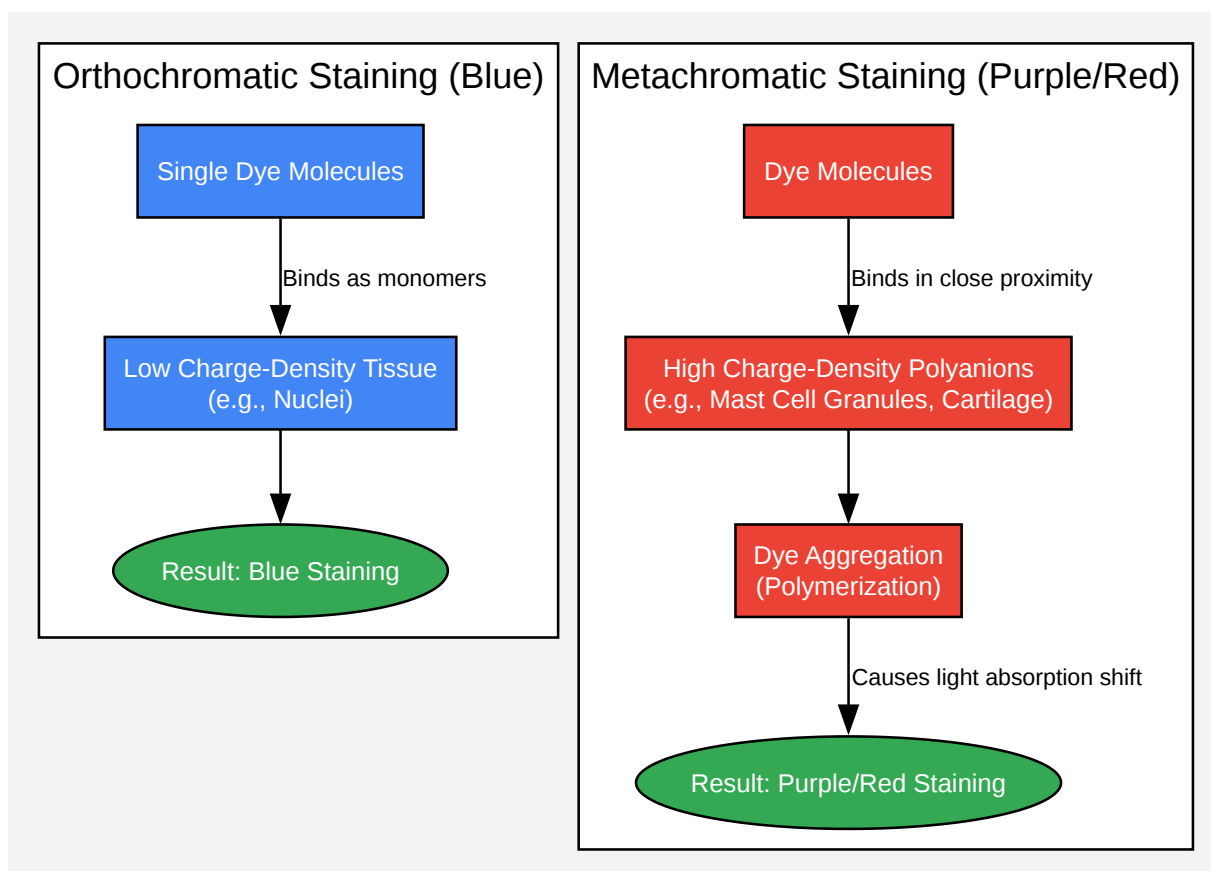 Orthochromatic Staining (Blue)
Single Dye Molecules
Binds as monomers
Low Charge-Density Tissue
(e.g., Nuclei)
Result: Blue Staining
Metachromatic Staining (Purple/Red)
Dye Molecules
Binds in close proximity
High Charge-Density Polyanions
(e.g., Mast Cell Granules, Cartilage)
Dye Aggregation
(Polymerization)
Causes light absorption shift
Result: Purple/Red Staining